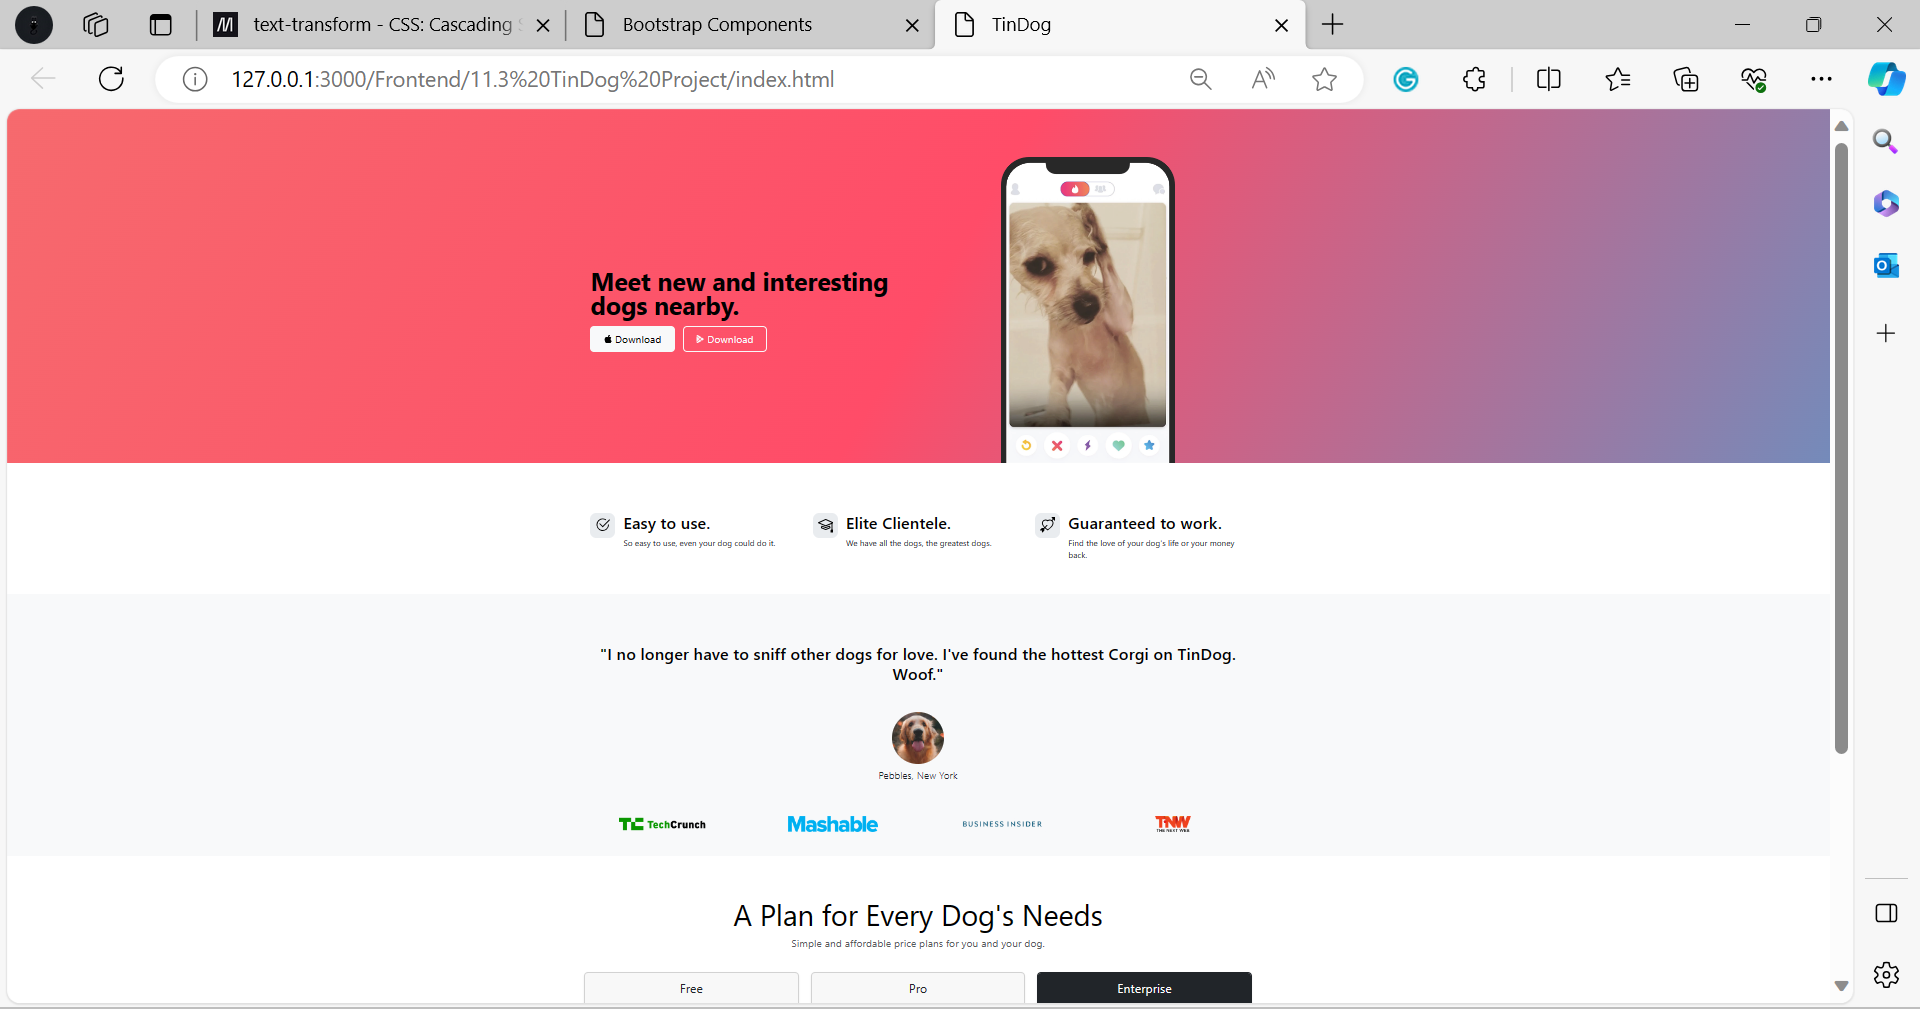 text-transform - CSS: Cascading
Bootstrap Components
TinDog
127.0.0.1:3000/Frontend/11.3%20TinDog%20Project/index.html
Meet new and interesting
dogs nearby.
Download
Download
Easy to use.
So easy to use, even your dog could do it.
Elite Clientele.
We have all the dogs, the greatest dogs.
Guaranteed to work.
Find the love of your dog's life or your money
back.
"I no longer have to sniff other dogs for love. I've found the hottest Corgi on TinDog.
Woof."
Pebbles, New York
TC TechCrunch
Mashable
BUSINESS INSIDER
TNW
THE NEXT WEB
A Plan for Every Dog's Needs
Simple and affordable price plans for you and your dog.
Free
Pro
Enterprise